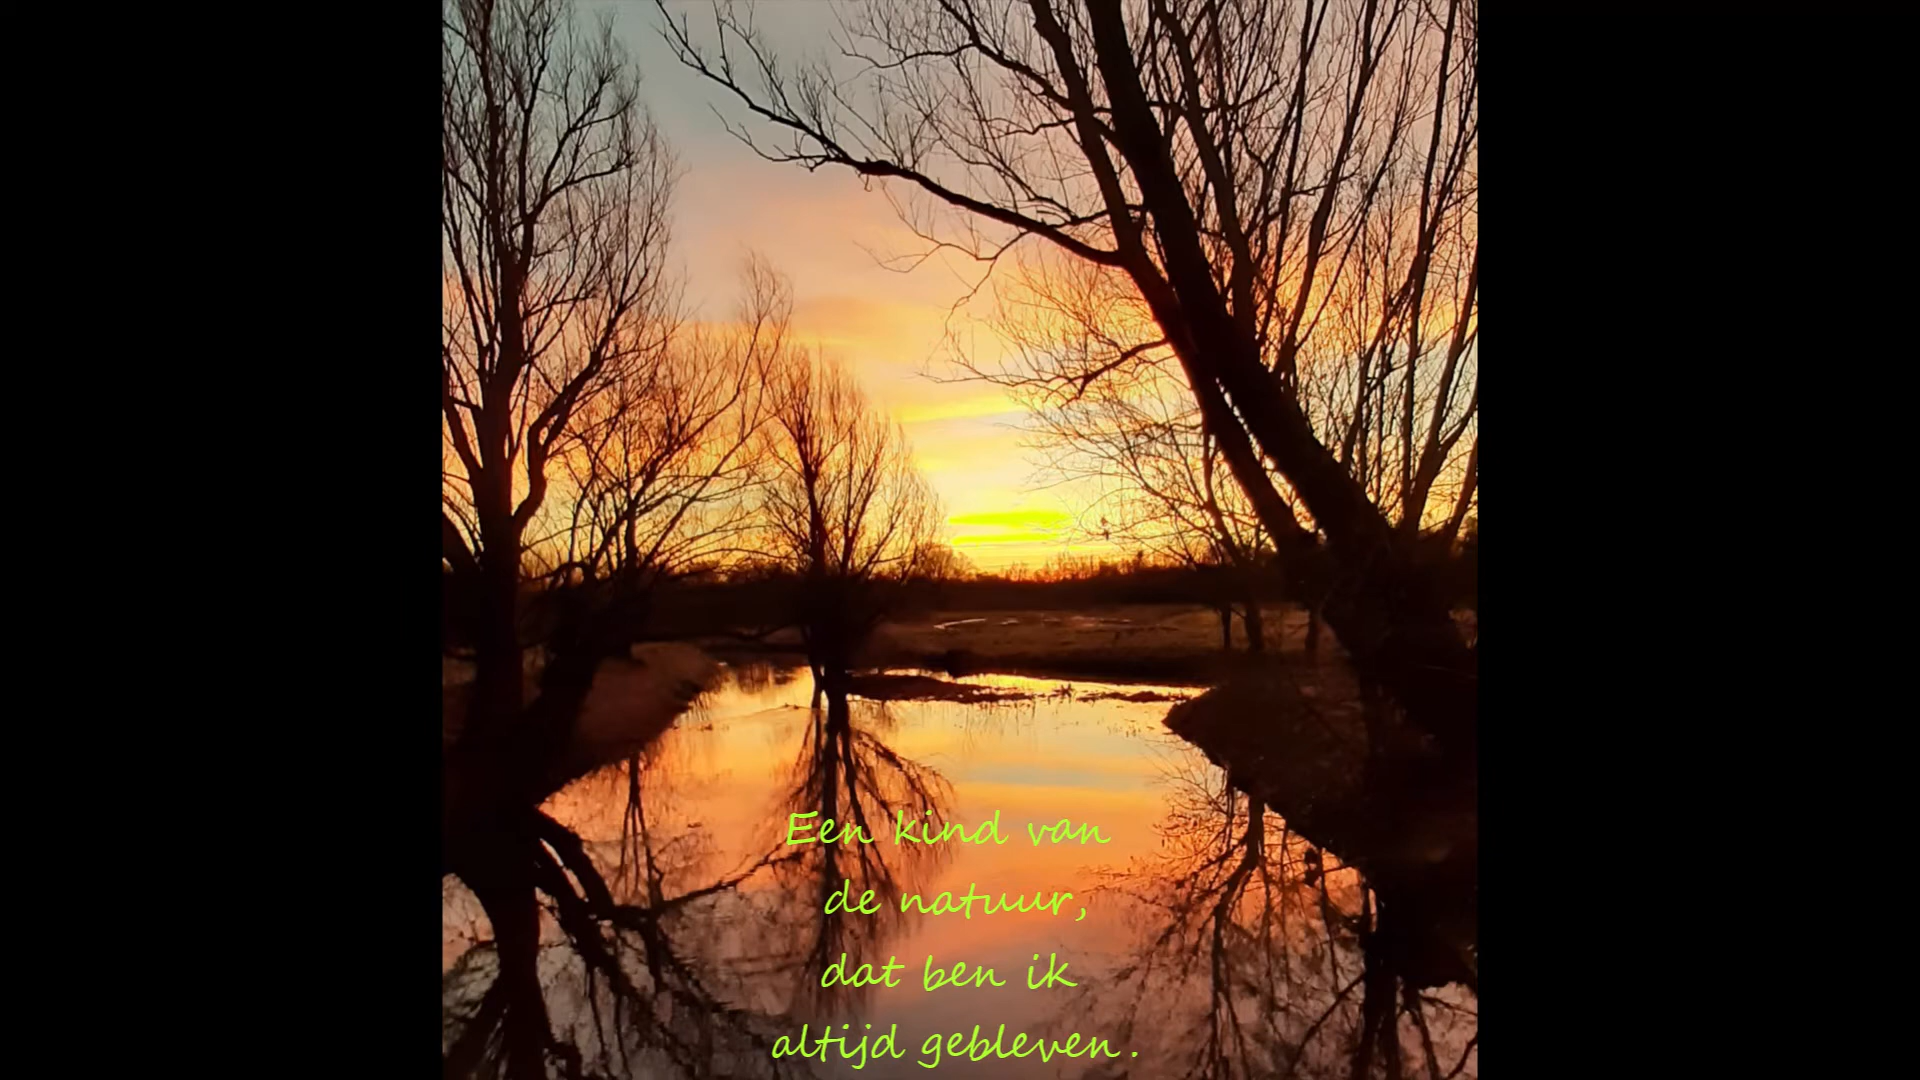 Een kind van
de natuur,
dat ben ik
altijd gebleven.